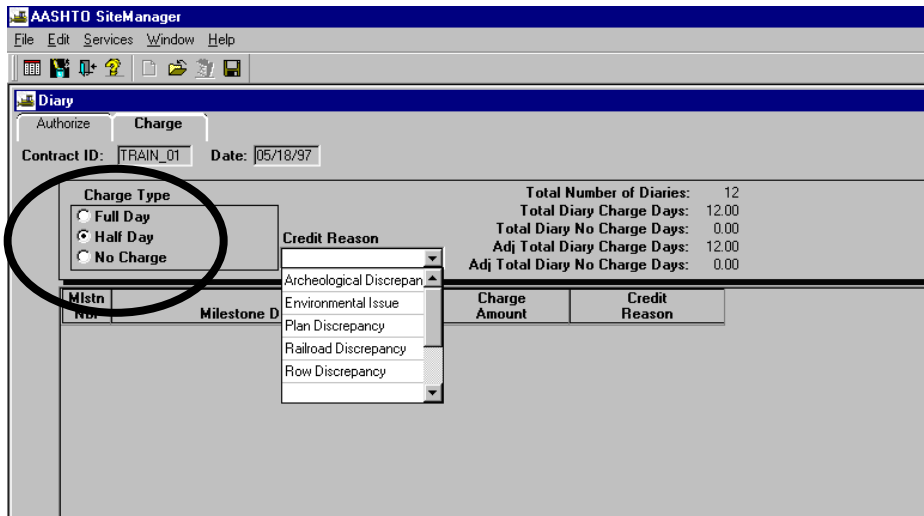 AASHTO SiteManager
File Edit Services Window Help
Diary
Authorize Charge
Contract ID: TRAIN_01 Date: 05/18/97
Charge Type
Full Day
Half Day
No Charge
Credit Reason
Archeological Discrepan
Environmental Issue
Plan Discrepancy
Railroad Discrepancy
Row Discrepancy
Total Number of Diaries: 12
Total Diary Charge Days: 12.00
Total Diary No Charge Days: 0.00
Adj Total Diary Charge Days: 12.00
Adj Total Diary No Charge Days: 0.00
Mlstn
Nbr
Milestone D
Charge
Amount
Credit
Reason